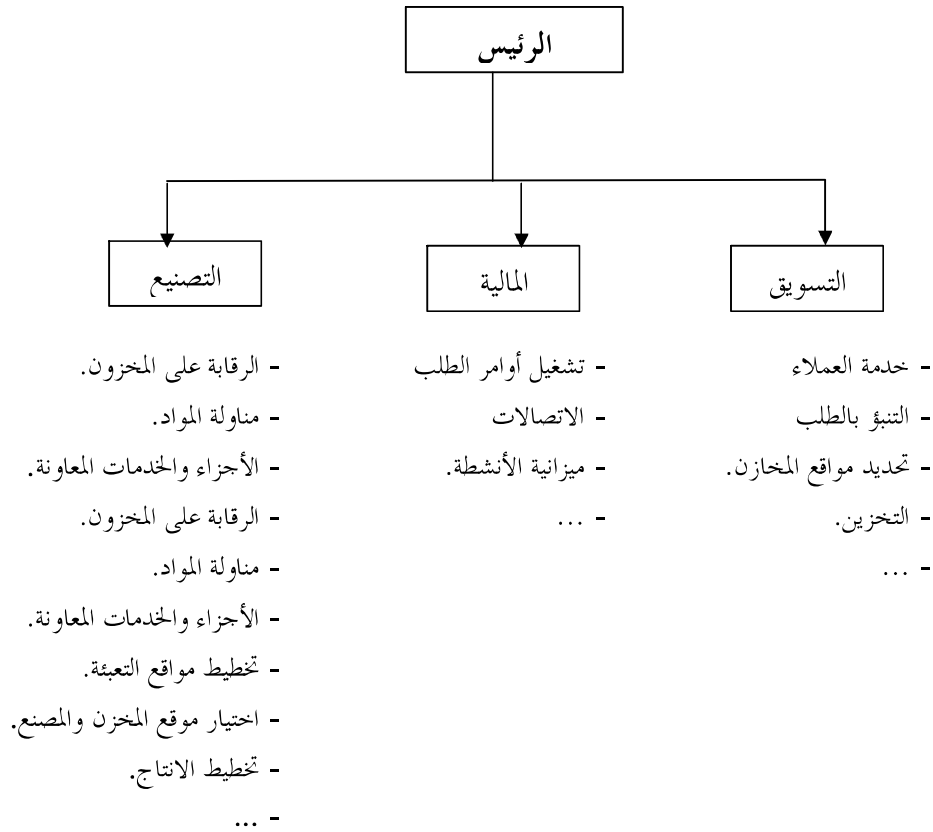 الرئيس
التسويق
- خدمة العملاء
- التنبؤ بالطلب
- تحديد مواقع المخازن.
- التخزين.
- ...
المالية
- تشغيل أوامر الطلب
- الاتصالات
- ميزانية الأنشطة.
- ...
التصنيع
- الرقابة على المخزون.
- مناولة المواد.
- الأجزاء والخدمات المعاونة.
- الرقابة على المخزون.
- مناولة المواد.
- الأجزاء والخدمات المعاونة.
- تخطيط مواقع التعبئة.
- اختيار موقع المخزن والمصنع.
- تخطيط الانتاج.
- ...